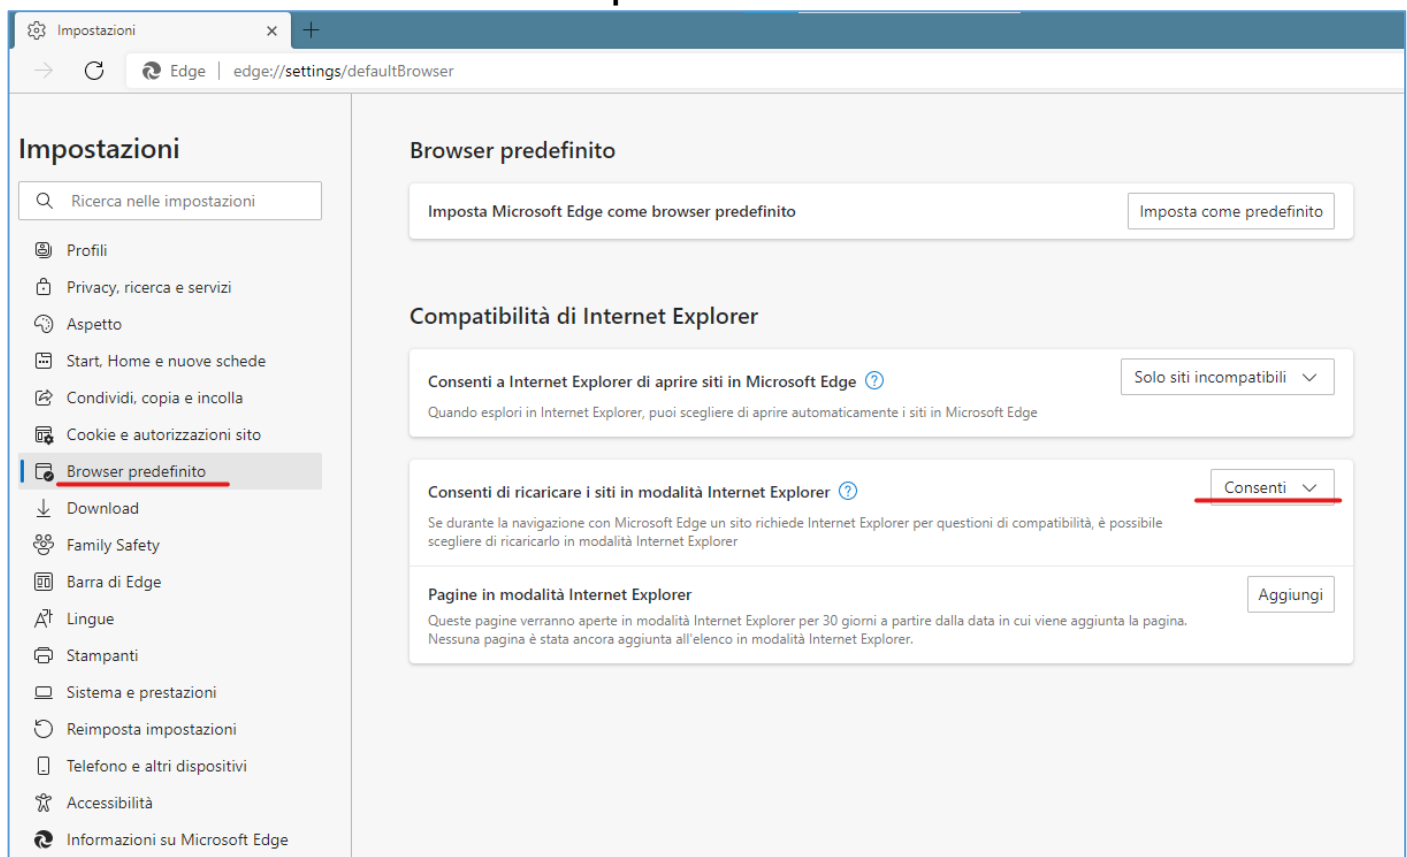 Impostazioni
Edge | edge://settings/defaultBrowser
Impostazioni
Ricerca nelle impostazioni
Profili
Privacy, ricerca e servizi
Aspetto
Start, Home e nuove schede
Condividi, copia e incolla
Cookie e autorizzazioni sito
Browser predefinito
Download
Family Safety
Barra di Edge
Lingue
Stampanti
Sistema e prestazioni
Reimposta impostazioni
Telefono e altri dispositivi
Accessibilità
Informazioni su Microsoft Edge
Browser predefinito
Imposta Microsoft Edge come browser predefinito
Imposta come predefinito
Compatibilità di Internet Explorer
Consenti a Internet Explorer di aprire siti in Microsoft Edge
Solo siti incompatibili
Quando esplori in Internet Explorer, puoi scegliere di aprire automaticamente i siti in Microsoft Edge
Consenti di ricaricare i siti in modalità Internet Explorer
Consenti
Se durante la navigazione con Microsoft Edge un sito richiede Internet Explorer per questioni di compatibilità, è possibile
scegliere di ricaricarlo in modalità Internet Explorer
Pagine in modalità Internet Explorer
Aggiungi
Queste pagine verranno aperte in modalità Internet Explorer per 30 giorni a partire dalla data in cui viene aggiunta la pagina.
Nessuna pagina è stata ancora aggiunta all'elenco in modalità Internet Explorer.